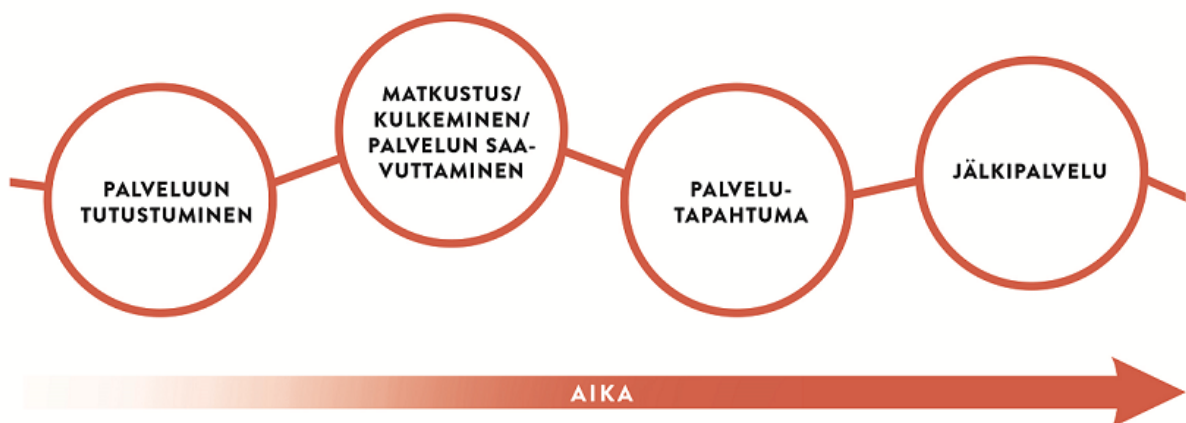 PALVELUUN
TUTUSTUMINEN
MATKUSTUS/
KULKEMINEN/
PALVELUN SAA-
VUTTAMINEN
PALVELU-
TAPAHTUMA
JÄLKIPALVELU
AIKA